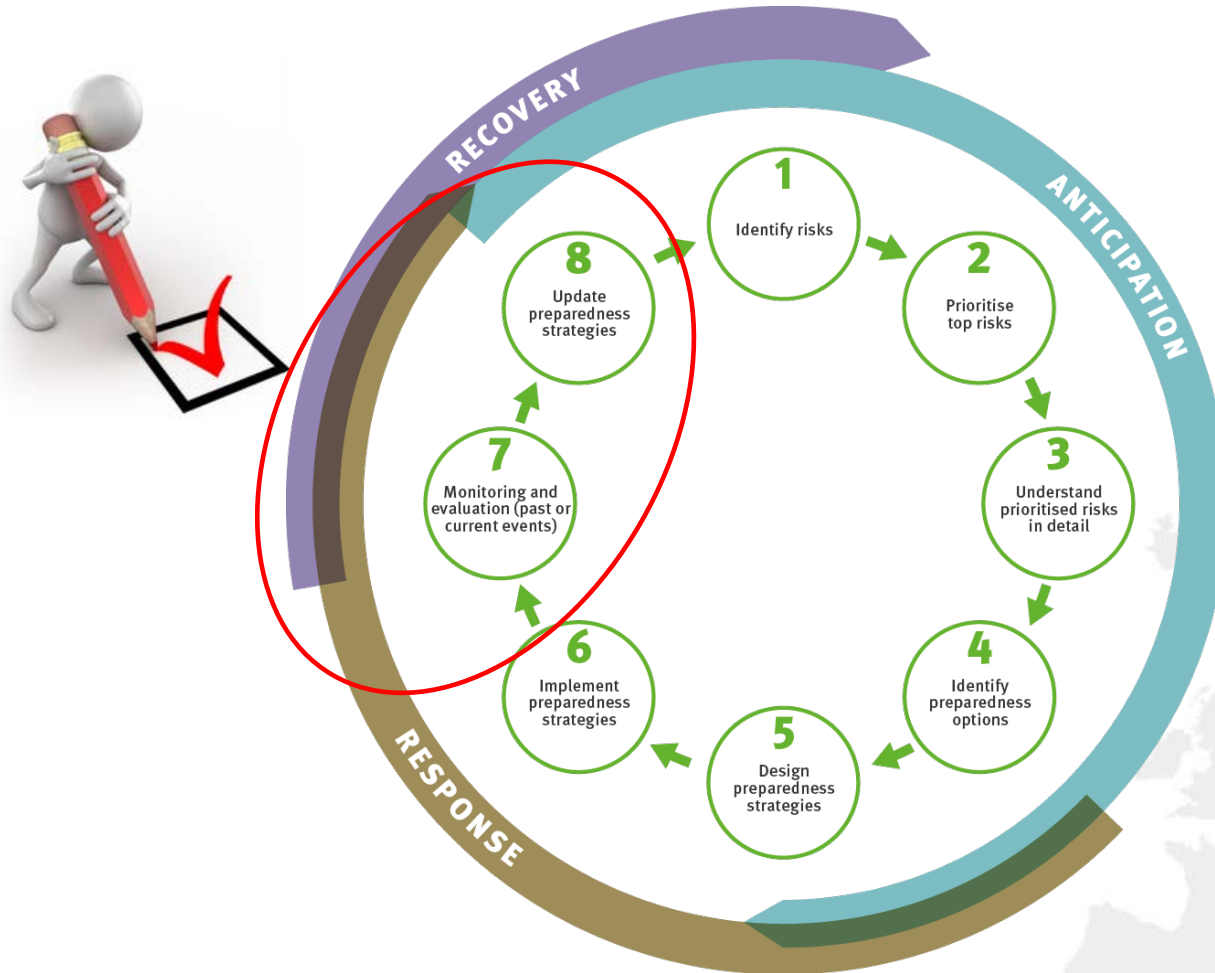 RECOVERY
ANTICIPATION
RESPONSE
1
Identify risks
2
Prioritise
top risks
3
Understand
prioritised risks
in detail
4
Identify
preparedness
options
5
Design
preparedness
strategies
6
Implement
preparedness
strategies
7
Monitoring and
evaluation (past or
current events)
8
Update
preparedness
strategies